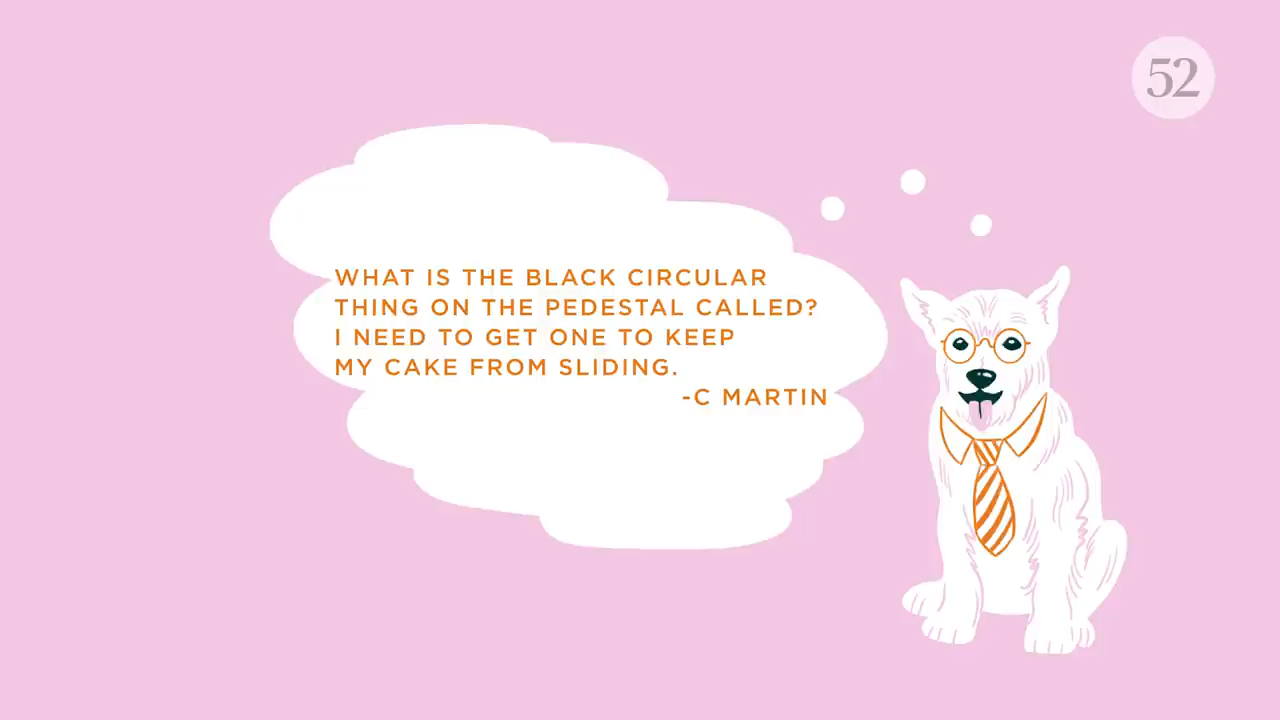 52
WHAT IS THE BLACK CIRCULAR
THING ON THE PEDESTAL CALLED?
I NEED TO GET ONE TO KEEP
MY CAKE FROM SLIDING.
-C MARTIN